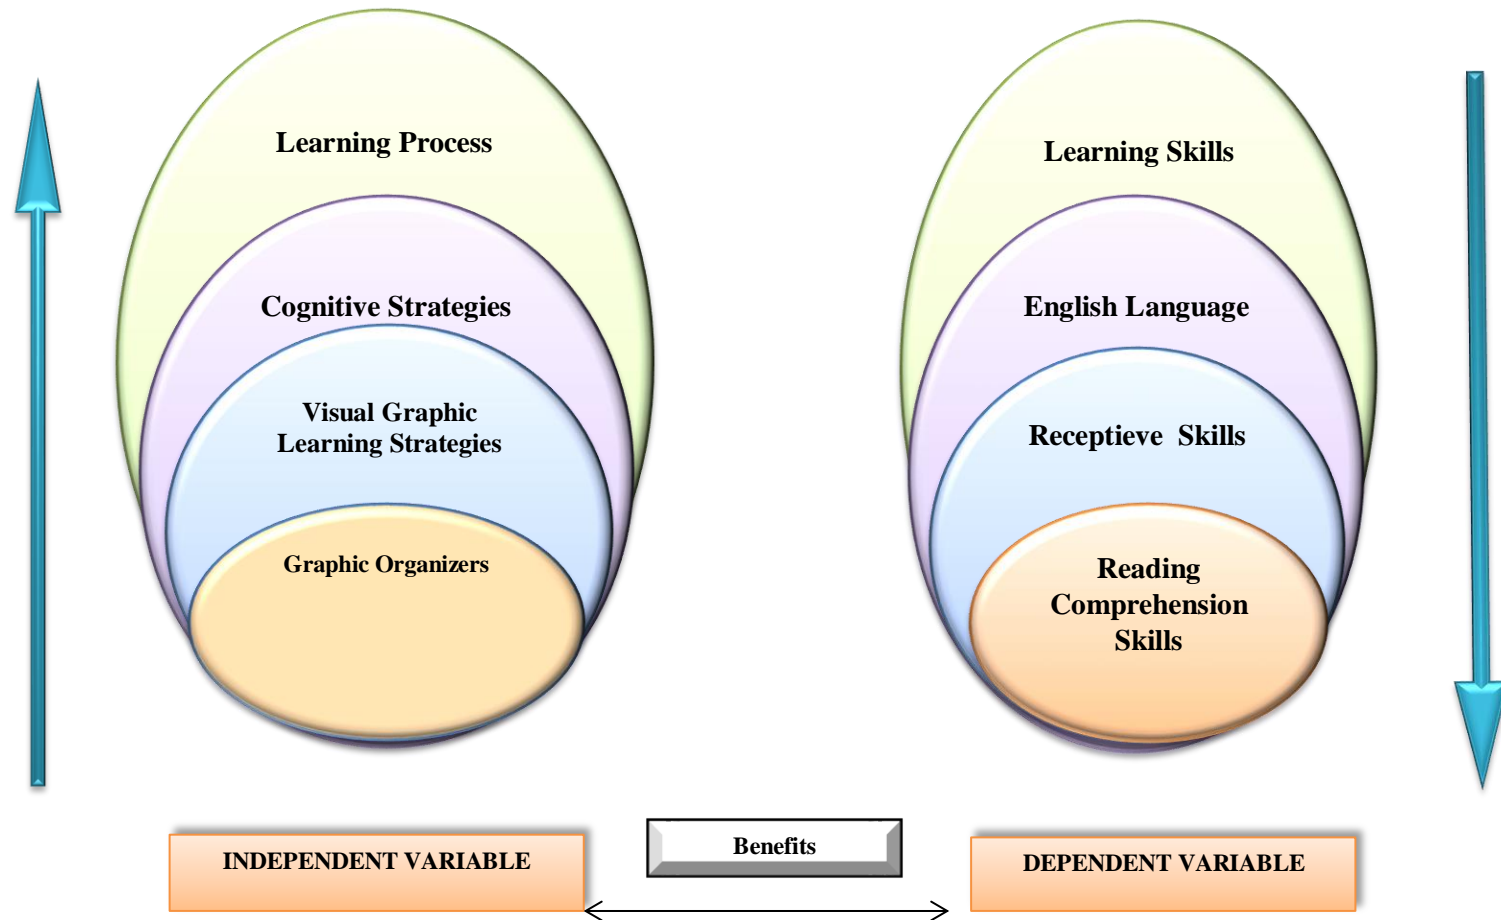 Learning Process
Cognitive Strategies
Visual Graphic
Learning Strategies
Graphic Organizers
Learning Skills
English Language
Receptieve Skills
Reading
Comprehension
Skills
INDEPENDENT VARIABLE
Benefits
DEPENDENT VARIABLE